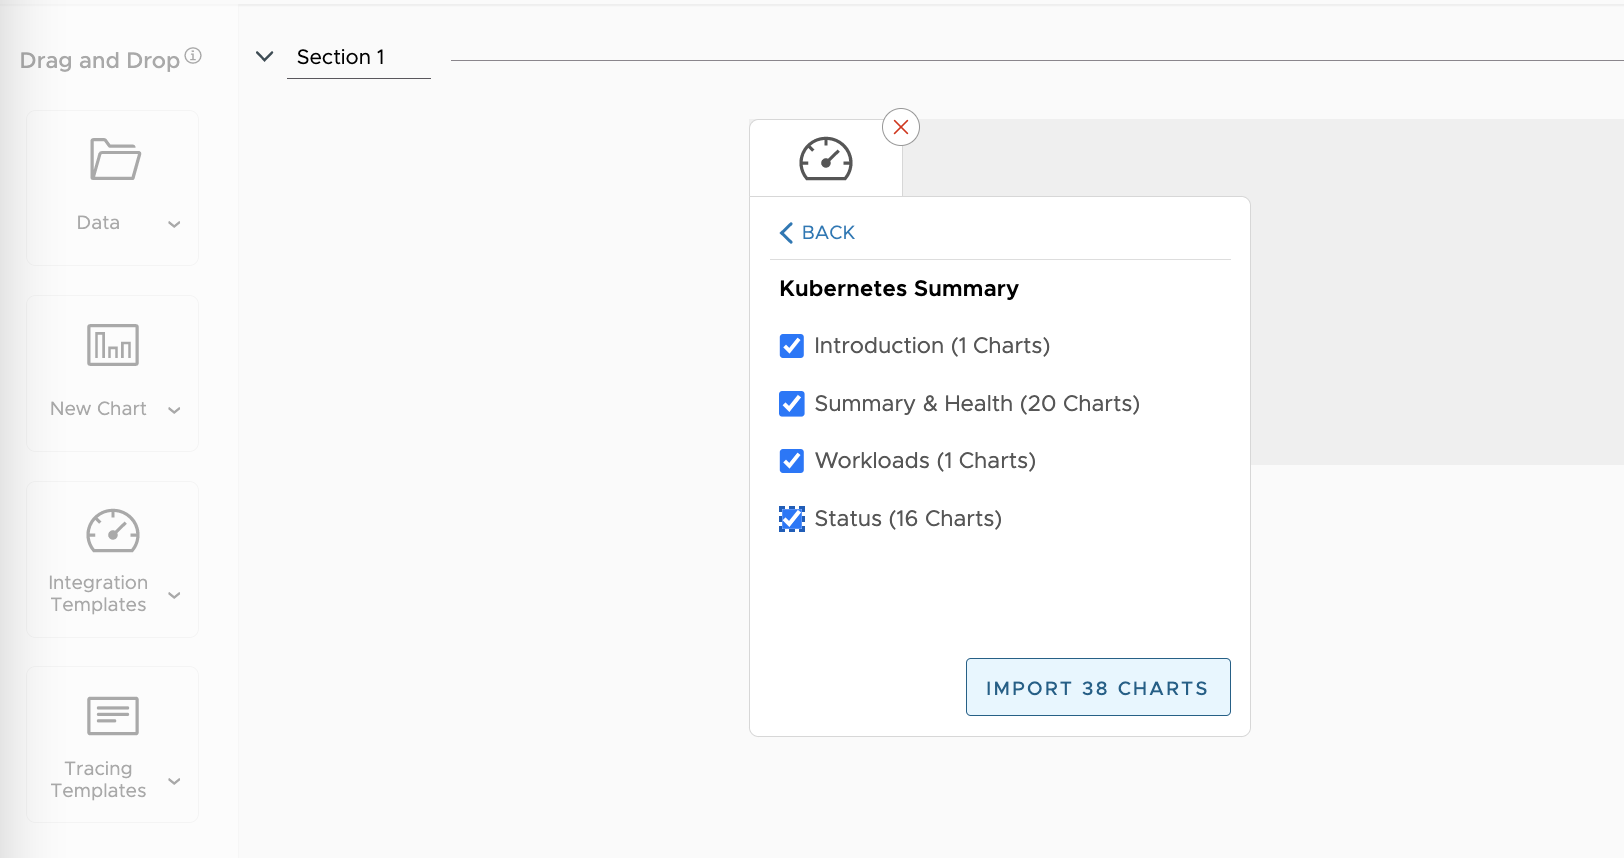 Drag and Drop
Section 1
Data
New Chart
Integration
Templates
Tracing
Templates
BACK
Kubernetes Summary
Introduction (1 Charts)
Summary & Health (20 Charts)
Workloads (1 Charts)
Status (16 Charts)
IMPORT 38 CHARTS